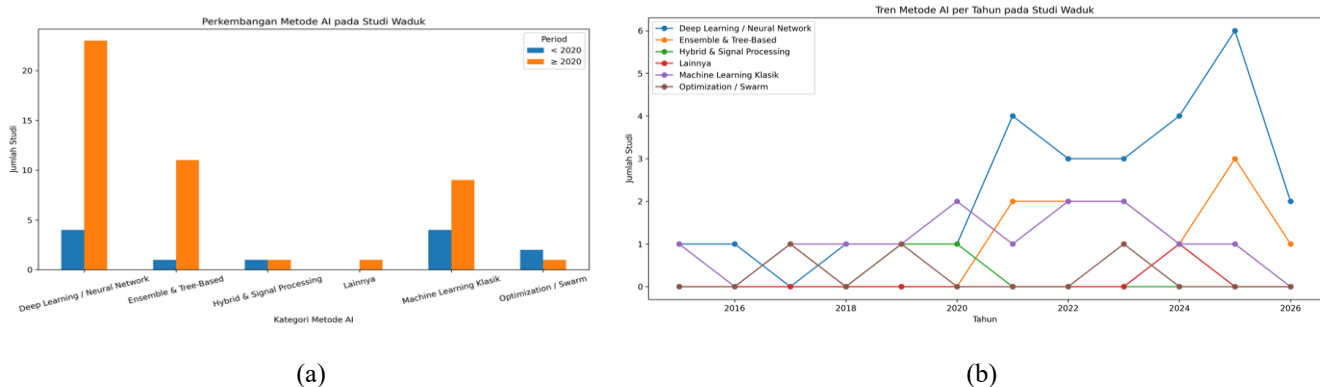 Perkembangan Metode AI pada Studi Waduk
Period
< 2020
≥ 2020
20
15
10
5
0
Jumlah Studi
Deep Learning / Neural Network
Ensemble & Tree-Based
Hybrid & Signal Processing
Lainnya
Machine Learning Klasik
Optimization / Swarm
Kategori Metode AI
(a)
Tren Metode AI per Tahun pada Studi Waduk
Deep Learning / Neural Network
Ensemble & Tree-Based
Hybrid & Signal Processing
Lainnya
Machine Learning Klasik
Optimization / Swarm
6
5
4
3
2
1
0
Jumlah Studi
2016
2018
2020
2022
2024
2026
Tahun
(b)